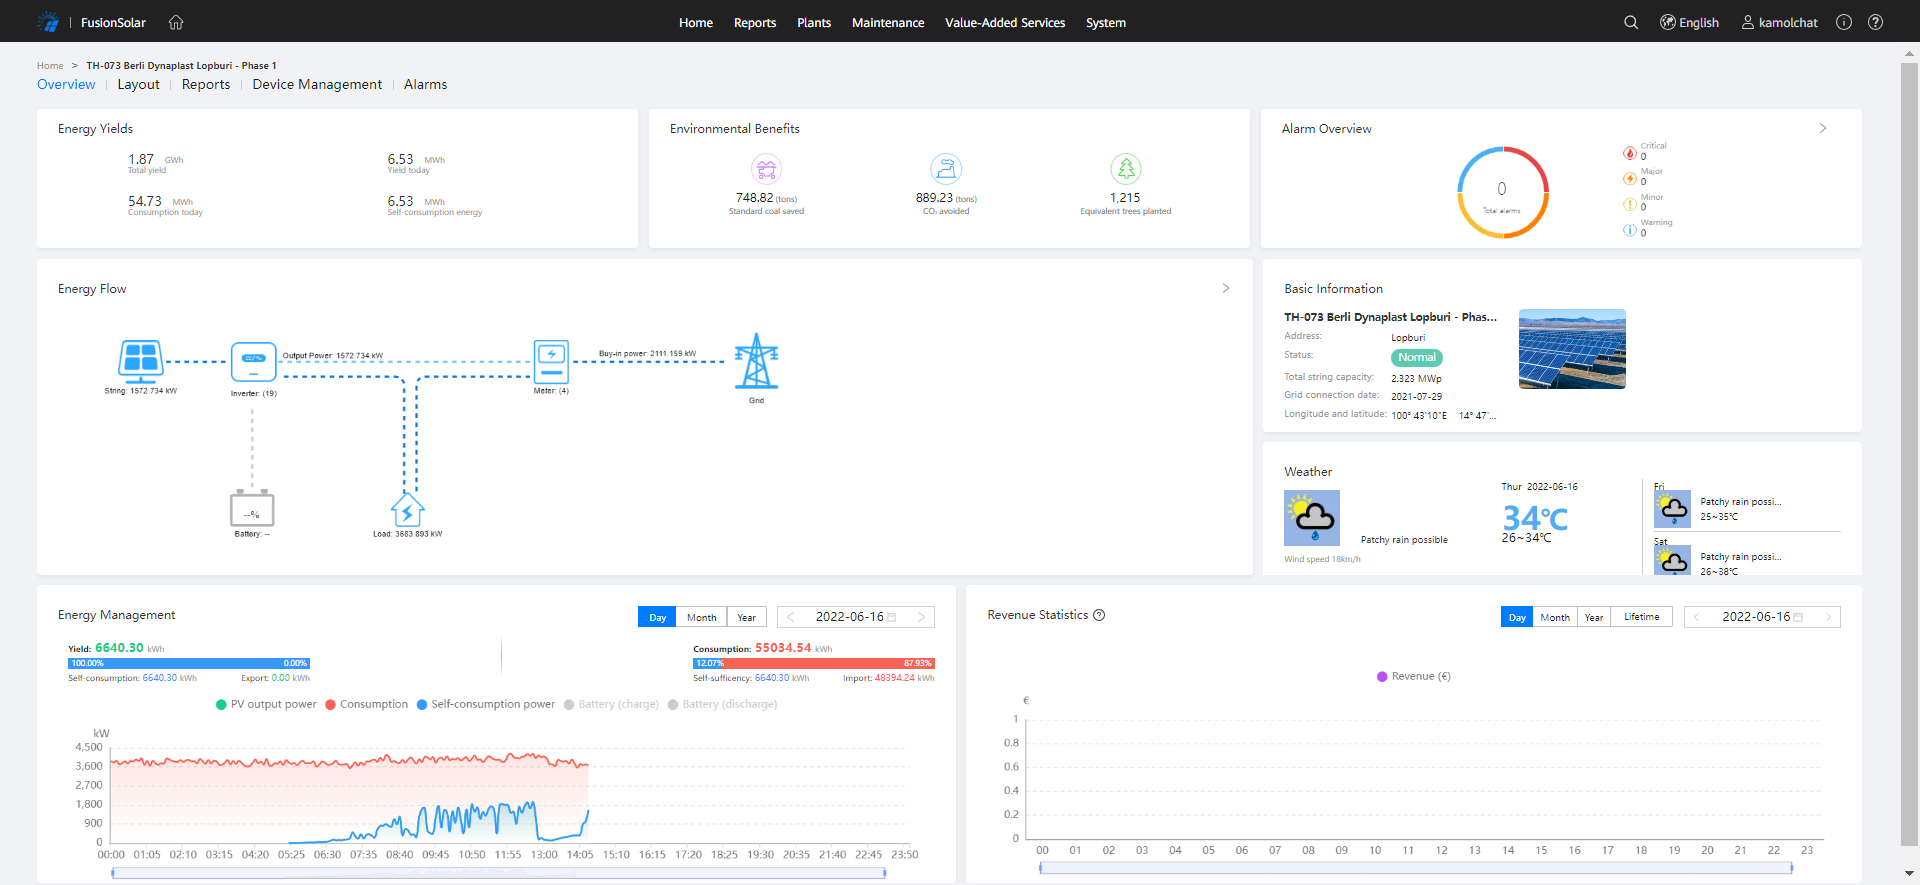 FusionSolar
Home Reports Plants Maintenance Value-Added Services System
English kamolchat
Home > TH-073 Berli Dynaplast Lopburi - Phase 1
Overview Layout Reports Device Management Alarms
Energy Yields
1.87 GWh
Total yield
6.53 MWh
Yield today
54.73 MWh
Consumption today
6.53 MWh
Self-consumption energy
Environmental Benefits
748.82 (tons)
Standard coal saved
889.23 (tons)
CO₂ avoided
1,215
Equivalent trees planted
Alarm Overview
0
Total alarms
Critical
0
Major
0
Minor
0
Warning
0
Energy Flow
String: 1572.734 kW
Output Power: 1572.734 kW
Inverter: (19)
Meter: (4)
Buy-in power: 2111.159 kW
Grid
--%
Battery: --
Load: 3683.893 kW
Basic Information
TH-073 Berli Dynaplast Lopburi - Phas...
Address: Lopburi
Status: Normal
Total string capacity: 2.323 MWp
Grid connection date: 2021-07-29
Longitude and latitude: 100° 43'10"E 14° 47'...
Weather
Patchy rain possible
Wind speed 18km/h
Thur 2022-06-16
34℃
26~34℃
Fri
Patchy rain possi...
25~35℃
Sat
Patchy rain possi...
26~38℃
Energy Management
Day Month Year
2022-06-16
Yield: 6640.30 kWh
100.00% 0.00%
Self-consumption: 6640.30 kWh Export: 0.00 kWh
Consumption: 55034.54 kWh
12.07% 87.93%
Self-sufficency: 6640.30 kWh Import: 48394.24 kWh
PV output power Consumption Self-consumption power Battery (charge) Battery (discharge)
kW
4,500
3,600
2,700
1,800
900
0
00:00 01:05 02:10 03:15 04:20 05:25 06:30 07:35 08:40 09:45 10:50 11:55 13:00 14:05 15:10 16:15 17:20 18:25 19:30 20:35 21:40 22:45 23:50
Revenue Statistics
Day Month Year Lifetime
2022-06-16
Revenue (€)
€
1
0.8
0.6
0.4
0.2
0
00 01 02 03 04 05 06 07 08 09 10 11 12 13 14 15 16 17 18 19 20 21 22 23